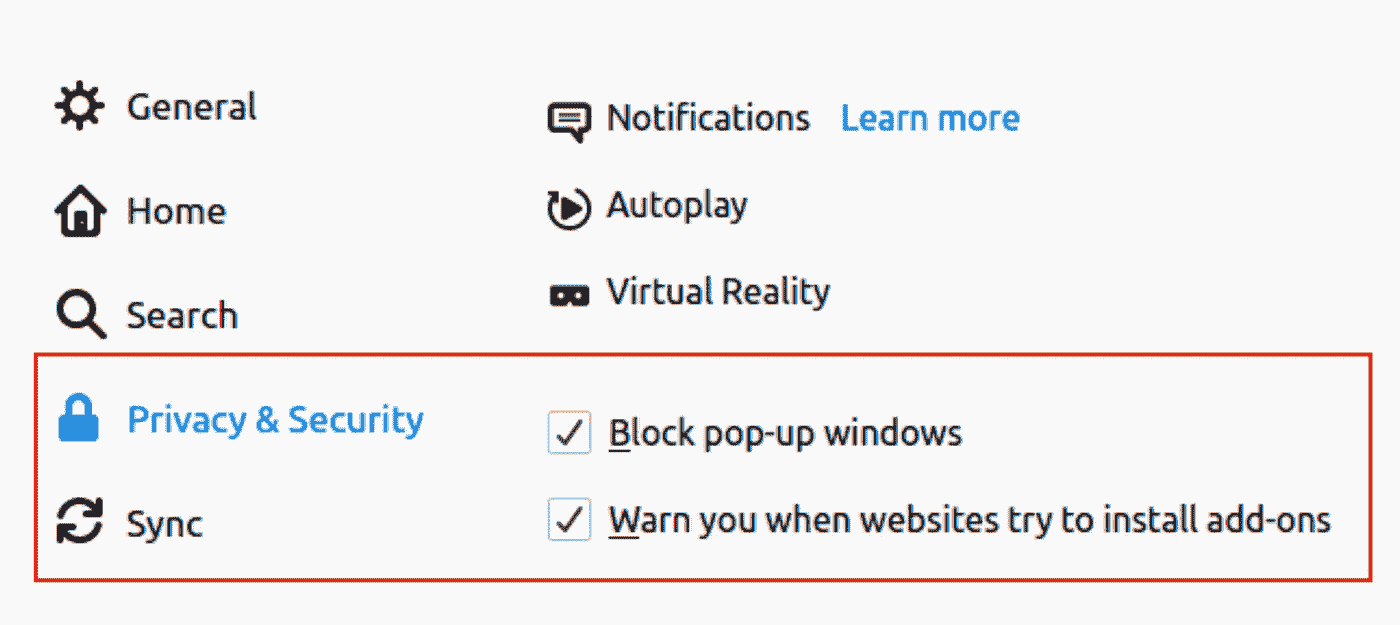 General
Home
Search
Privacy & Security
Sync
Notifications Learn more
Autoplay
Virtual Reality
Block pop-up windows
Warn you when websites try to install add-ons